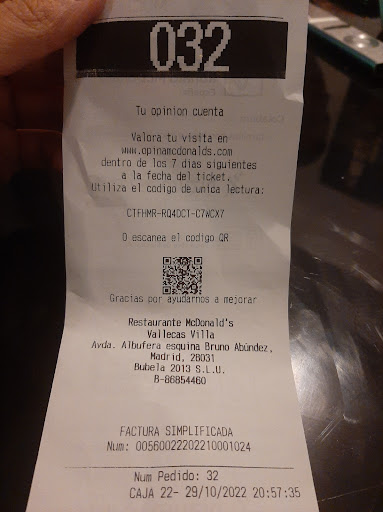 032
Tu opinion cuenta
Valora tu visita en
www.opinamcdonalds.com
dentro de los 7 dias siguientes
a la fecha del ticket.
Utiliza el codigo de unica lectura:
CTFHMR-RQ4DCT-C7WCX7
O escanea el codigo QR
Gracias por ayudarnos a mejorar
Restaurante McDonald's
Vallecas Villa
Avda. Albufera esquina Bruno Abúndez,
Madrid, 28031
Bubela 2013 S.L.U.
B-86854460
FACTURA SIMPLIFICADA
Num: 00560022202210001024
Num Pedido: 32
CAJA 22- 29/10/2022 20:57:35